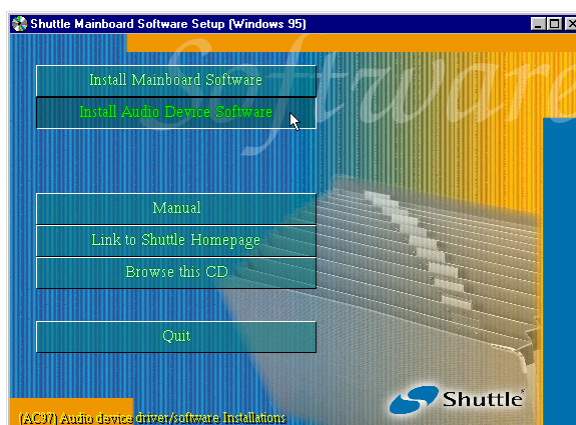 Shuttle Mainboard Software Setup (Windows 95)
Software
Install Mainboard Software
Install Audio Device Software
Manual
Link to Shuttle Homepage
Browse this CD
Quit
Shuttle
(AC97) Audio device driver/software Installations